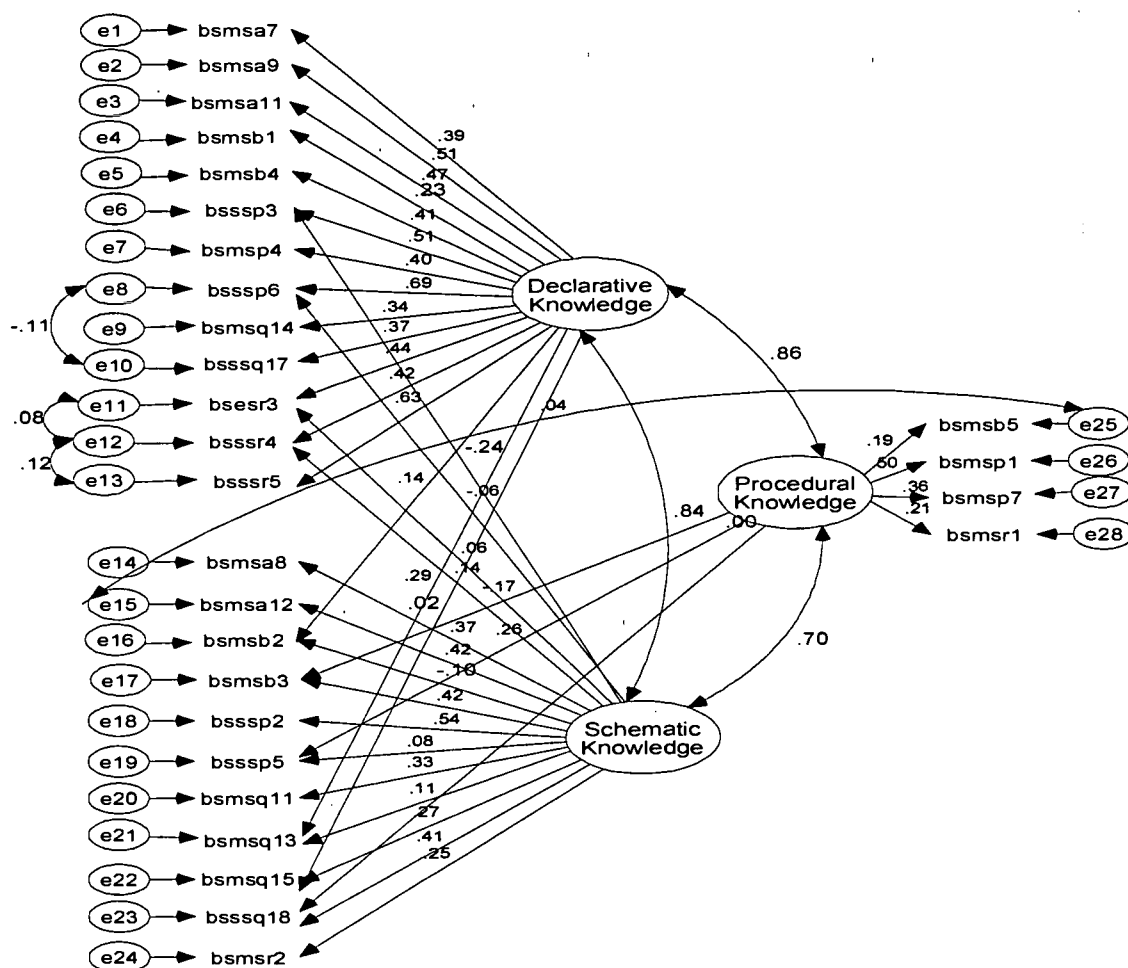 e1 bsmsa7
e2 bsmsa9
e3 bsmsa11
e4 bsmsb1
e5 bsmsb4
e6 bsssp3
e7 bsmsp4
e8 bsssp6
e9 bsmsq14
e10 bsssq17
e11 bsesr3
e12 bsssr4
e13 bsssr5
-.11
.08
.12
.39
.51
.47
.23
.41
.51
.40
.69
.34
.37
.44
.42
.63
Declarative
Knowledge
.86
.04
-.24
.14
-.06
.84
.00
Procedural
Knowledge
.19
.50
.36
.21
bsmsb5 e25
bsmsp1 e26
bsmsp7 e27
bsmsr1 e28
.06
.14
-.17
.29
.02
.26
.70
e14 bsmsa8
e15 bsmsa12
e16 bsmsb2
e17 bsmsb3
e18 bsssp2
e19 bsssp5
e20 bsmsq11
e21 bsmsq13
e22 bsmsq15
e23 bsssq18
e24 bsmsr2
.37
.42
-.10
.42
.54
.08
.33
.11
.27
.41
.25
Schematic
Knowledge